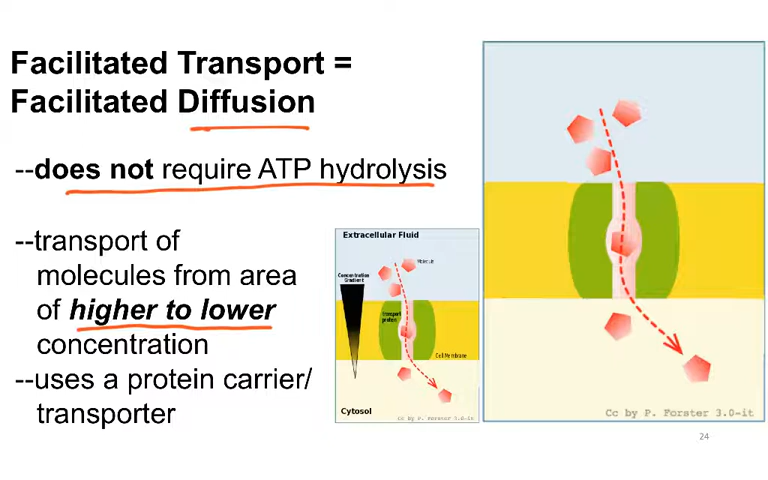 Facilitated Transport =
Facilitated Diffusion
--does not require ATP hydrolysis
--transport of
molecules from area
of higher to lower
concentration
--uses a protein carrier/
transporter
Extracellular Fluid
Molecule
Concentration
Gradient
transport
protein
Cell Membrane
Cytosol
Cc by P. Forster 3.0-it
Cc by P. Forster 3.0-it
24